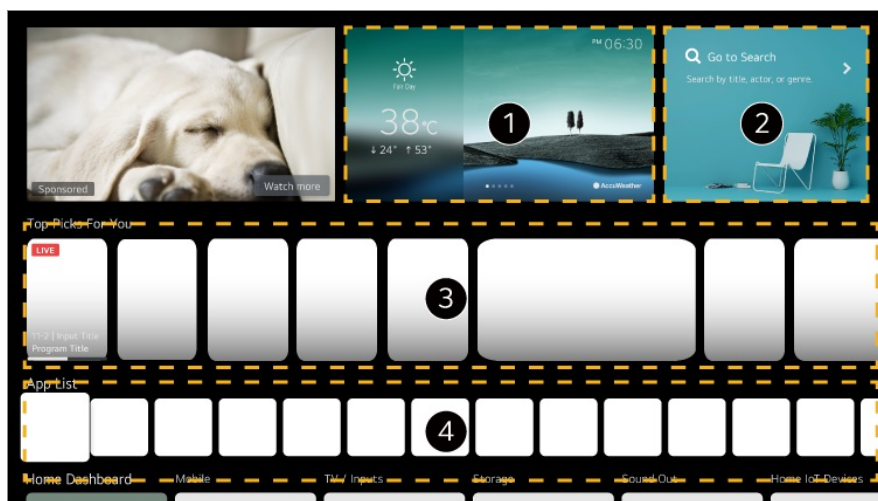 Sponsored
Watch more
PM 06:30
Fair Day
38°C
↓ 24° ↑ 53°
AccuWeather
1
Go to Search
Search by title, actor, or genre.
2
Top Picks For You
LIVE
11-2 | Input Title
Program Title
3
App List
4
Home Dashboard
Mobile
TV / Inputs
Storage
Sound Out
Home IoT Devices